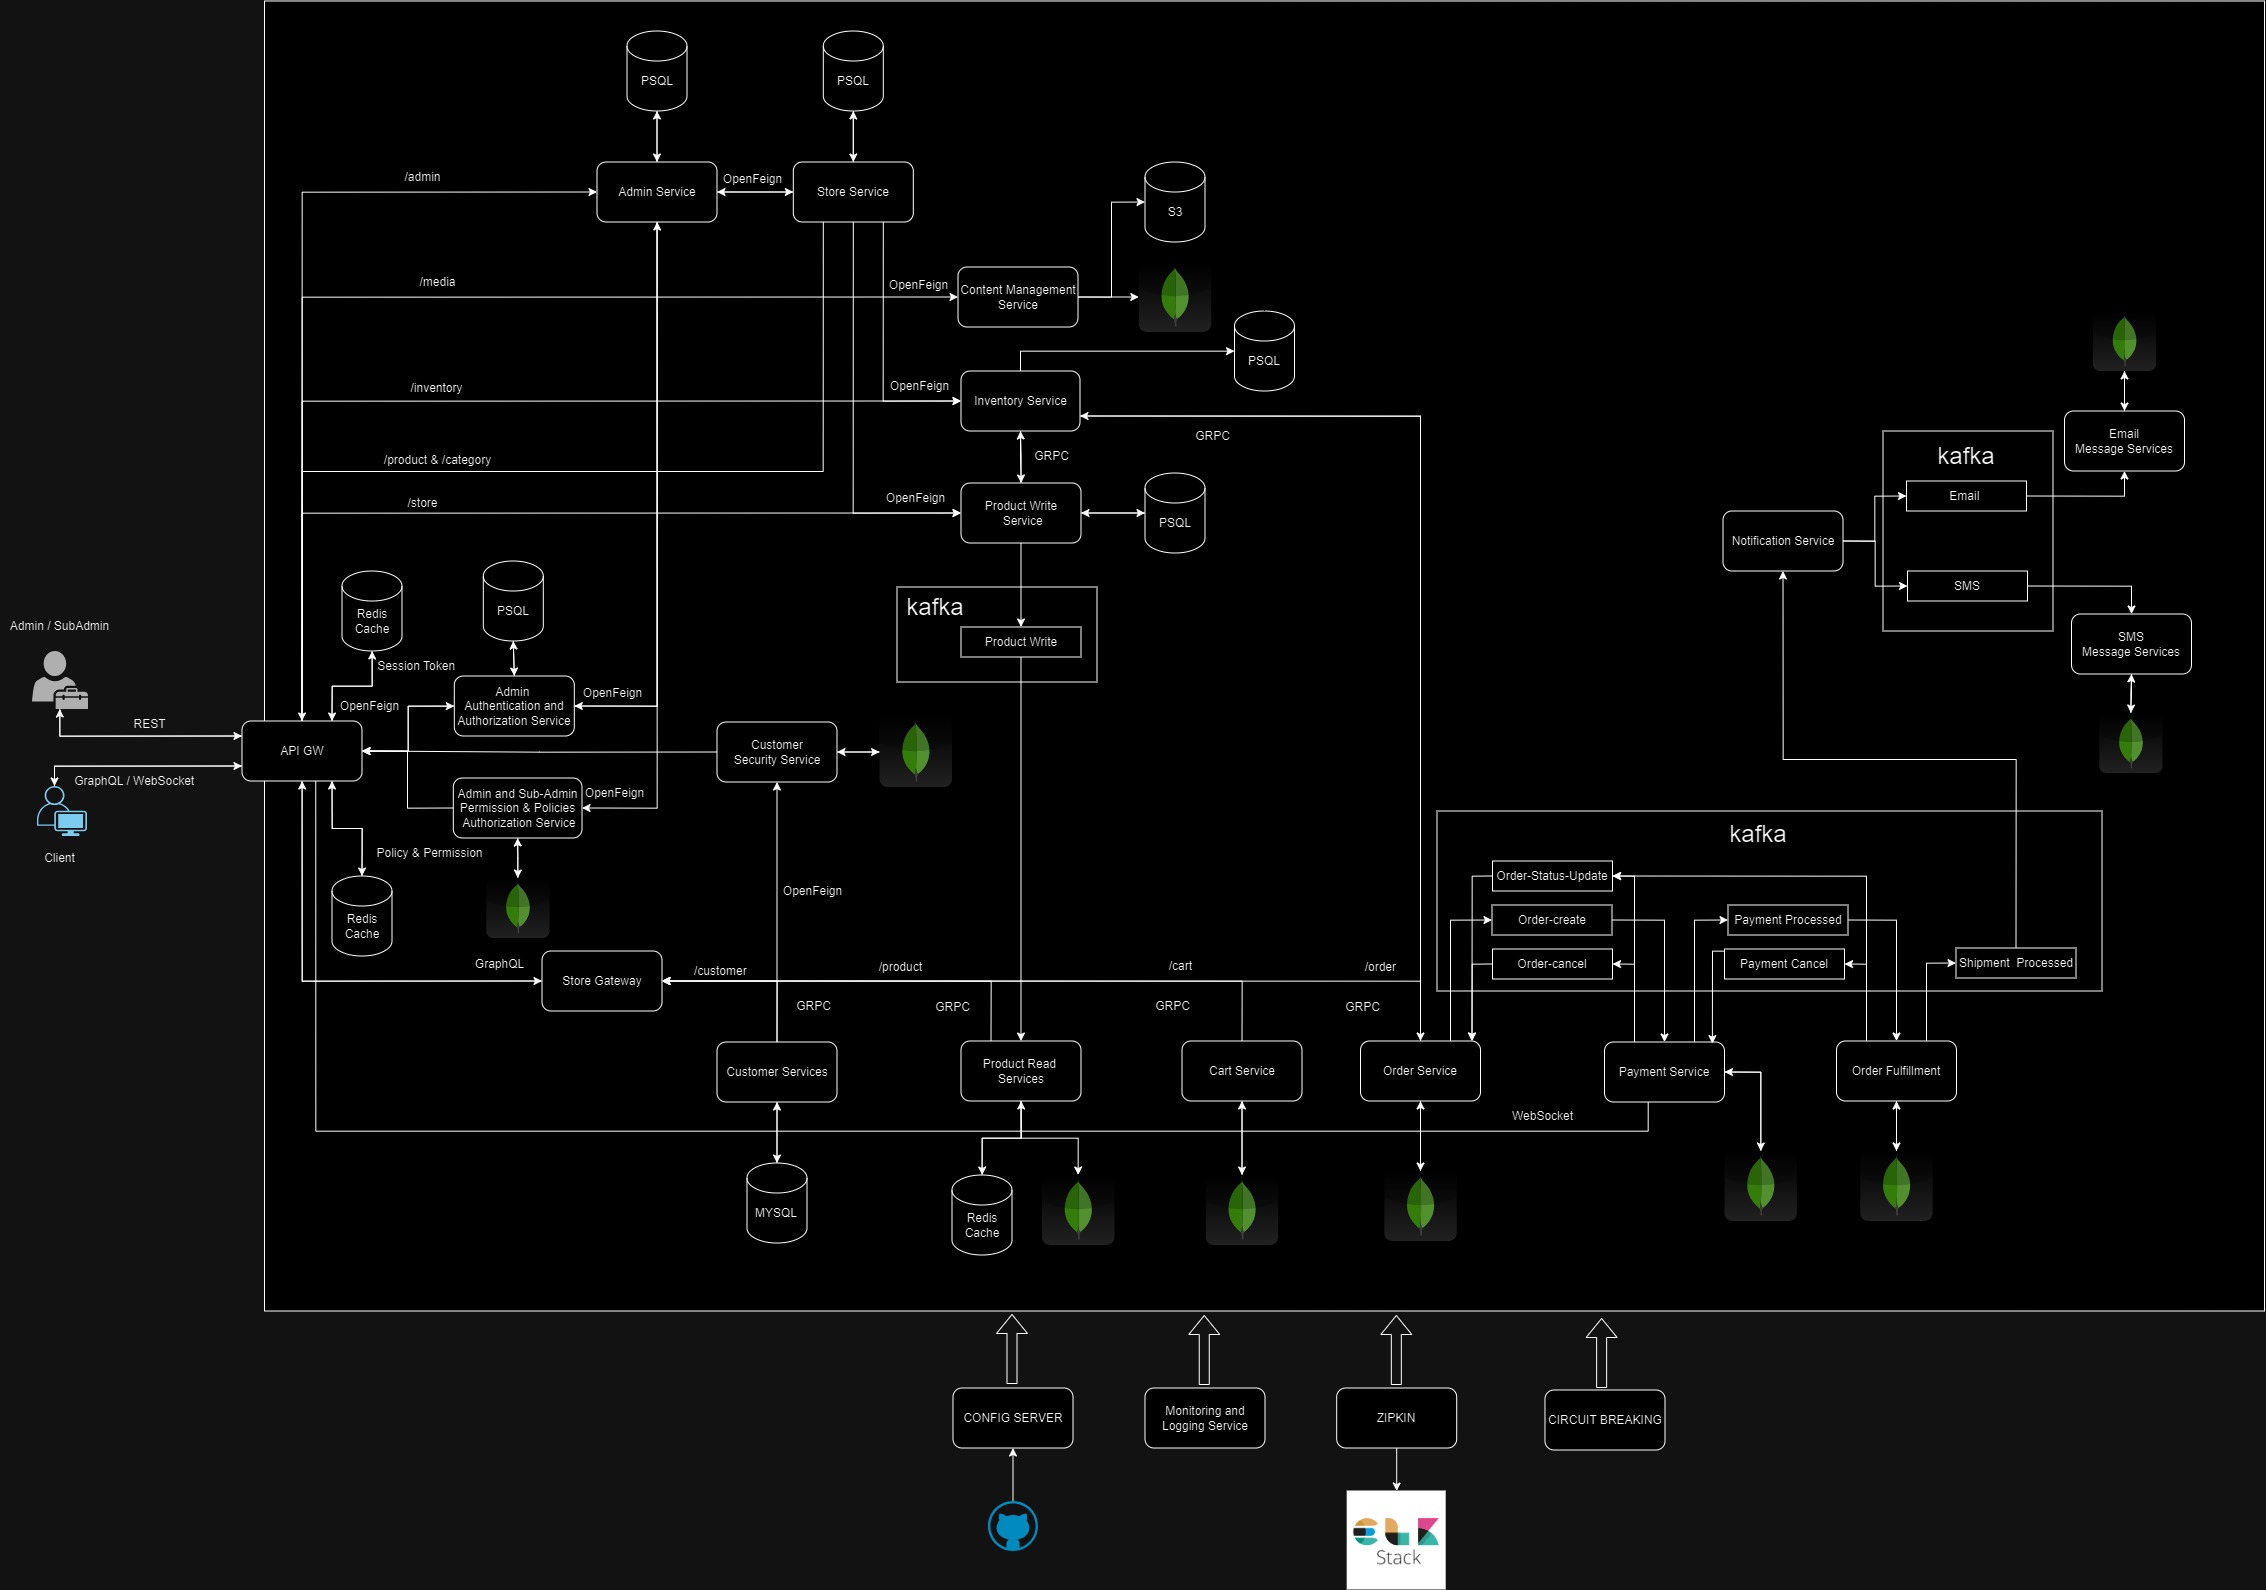 PSQL
PSQL
/admin
Admin Service
OpenFeign
Store Service
S3
/media
OpenFeign
Content Management
Service
PSQL
/inventory
OpenFeign
Inventory Service
GRPC
GRPC
/product & /category
/store
OpenFeign
Product Write
Service
PSQL
kafka
Email
SMS
Email
Message Services
Notification Service
SMS
Message Services
Redis
Cache
PSQL
kafka
Product Write
Admin / SubAdmin
Session Token
OpenFeign
Admin
Authentication and
Authorization Service
OpenFeign
REST
API GW
GraphQL / WebSocket
Client
Customer
Security Service
Admin and Sub-Admin
Permission & Policies
Authorization Service
OpenFeign
Policy & Permission
Redis
Cache
OpenFeign
kafka
Order-Status-Update
Order-create
Payment Processed
Order-cancel
Payment Cancel
Shipment  Processed
GraphQL
Store Gateway
/customer
/product
/cart
/order
GRPC
GRPC
GRPC
GRPC
Customer Services
Product Read
Services
Cart Service
Order Service
Payment Service
Order Fulfillment
WebSocket
MYSQL
Redis
Cache
CONFIG SERVER
Monitoring and
Logging Service
ZIPKIN
CIRCUIT BREAKING
elk
Stack